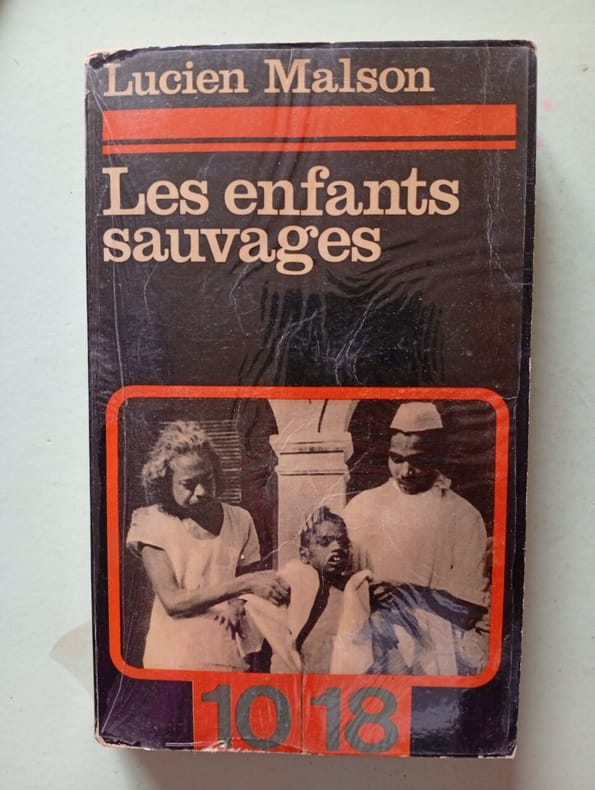 Lucien Malson
Les enfants
sauvages
10 18